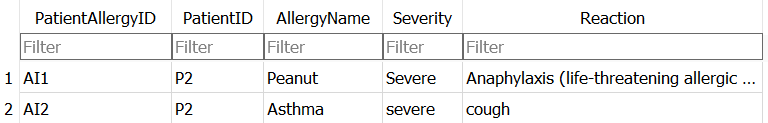 PatientAllergyID PatientID AllergyName Severity Reaction
Filter Filter Filter Filter Filter
1 AI1 P2 Peanut Severe Anaphylaxis (life-threatening allergic ...
2 AI2 P2 Asthma severe cough